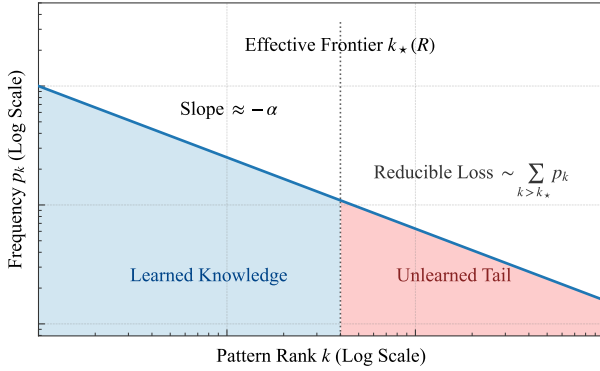 Effective Frontier k⋆(R)
Slope ≈ −α
Reducible Loss ~ ∑ pₖ
k>k⋆
Learned Knowledge
Unlearned Tail
Frequency pₖ (Log Scale)
Pattern Rank k (Log Scale)